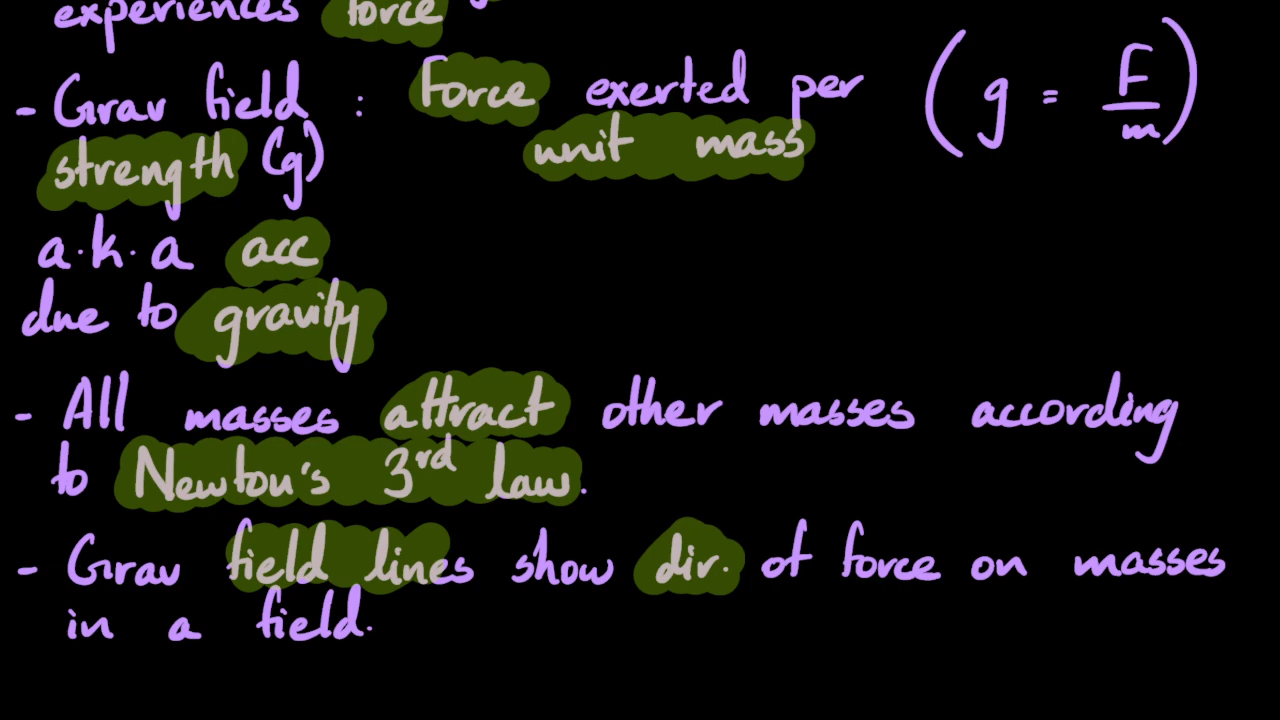 experiences force
- Grav field : Force exerted per (g = F/m)
strength (g) unit mass
a.k.a acc
due to gravity
- All masses attract other masses according
to Newton's 3rd law.
- Grav field lines show dir. of force on masses
in a field.